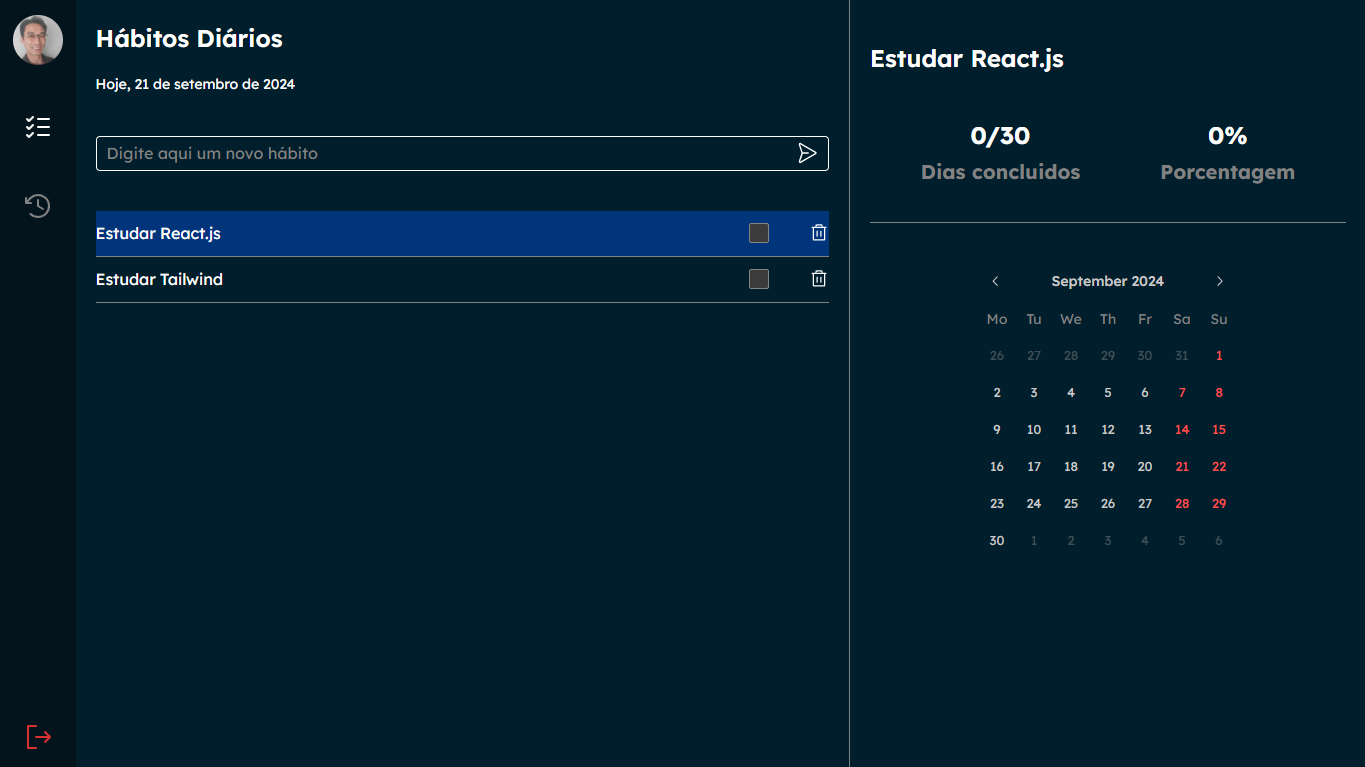 Hábitos Diários
Hoje, 21 de setembro de 2024
Digite aqui um novo hábito
Estudar React.js
Estudar Tailwind
Estudar React.js
0/30 0%
Dias concluidos Porcentagem
September 2024
Mo Tu We Th Fr Sa Su
26 27 28 29 30 31 1
2 3 4 5 6 7 8
9 10 11 12 13 14 15
16 17 18 19 20 21 22
23 24 25 26 27 28 29
30 1 2 3 4 5 6